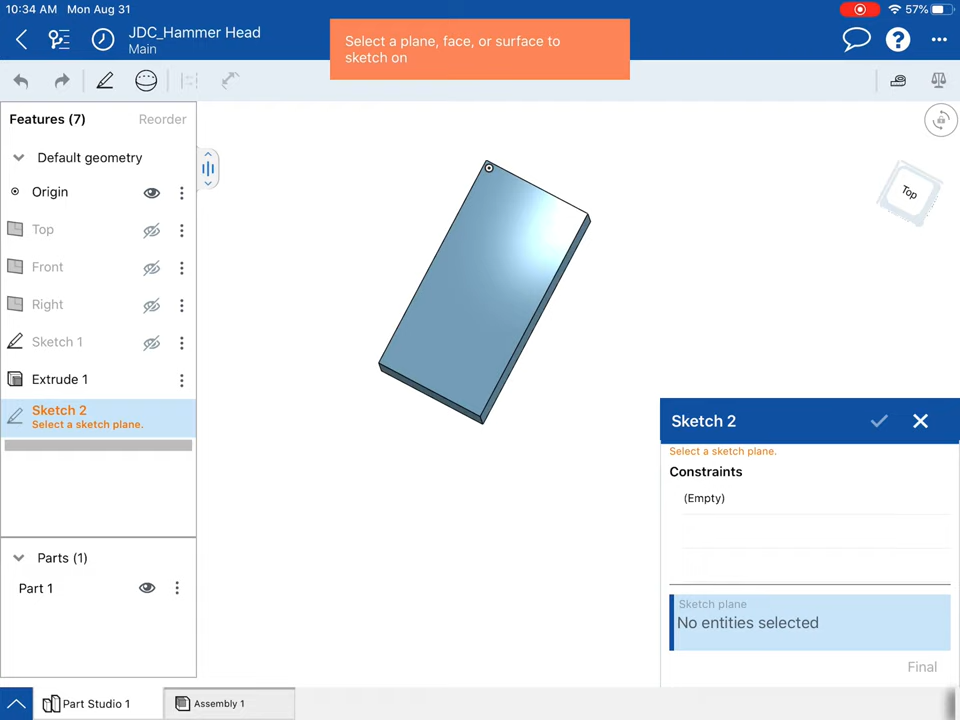 10:34 AM Mon Aug 31
57%
JDC_Hammer Head
Main
Select a plane, face, or surface to
sketch on
Features (7)
Reorder
Default geometry
Origin
Top
Front
Right
Sketch 1
Extrude 1
Sketch 2
Select a sketch plane.
Parts (1)
Part 1
Top
Sketch 2
Select a sketch plane.
Constraints
(Empty)
Sketch plane
No entities selected
Final
Part Studio 1
Assembly 1